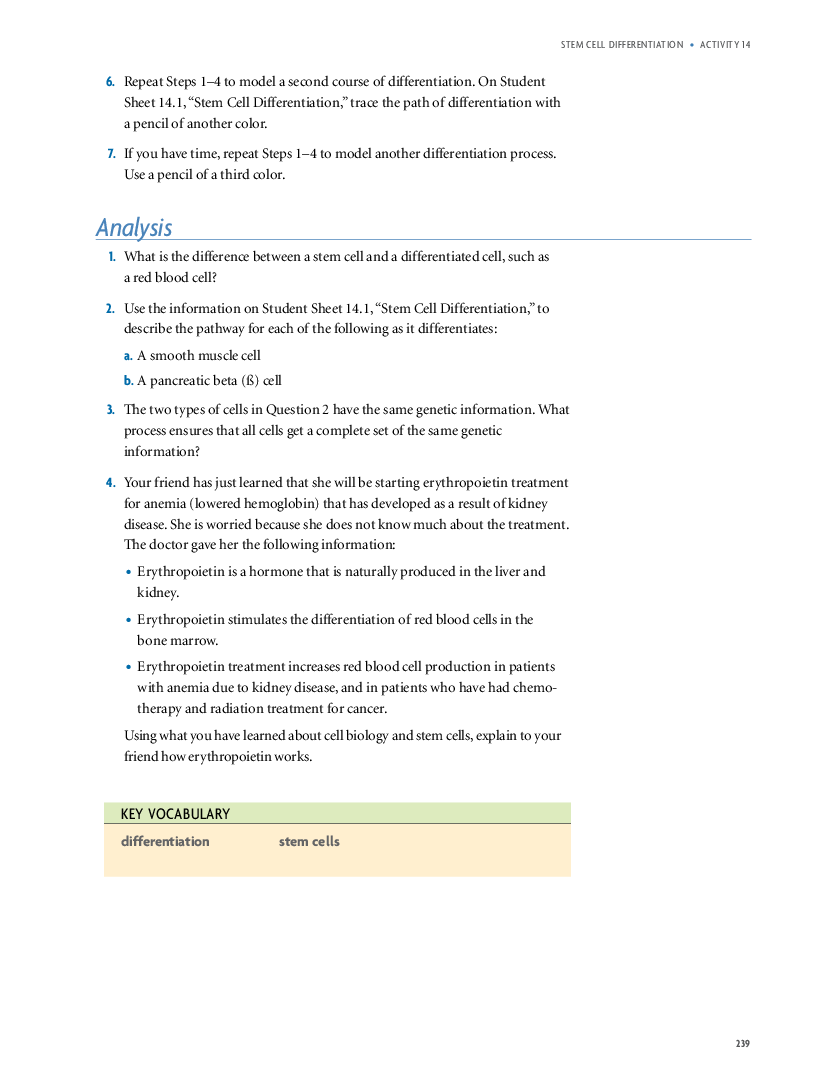 STEM CELL DIFFERENTIATION • ACTIVITY 14
6. Repeat Steps 1–4 to model a second course of differentiation. On Student
Sheet 14.1, “Stem Cell Differentiation,” trace the path of differentiation with
a pencil of another color.
7. If you have time, repeat Steps 1–4 to model another differentiation process.
Use a pencil of a third color.
Analysis
1. What is the difference between a stem cell and a differentiated cell, such as
a red blood cell?
2. Use the information on Student Sheet 14.1, “Stem Cell Differentiation,” to
describe the pathway for each of the following as it differentiates:
a. A smooth muscle cell
b. A pancreatic beta (ß) cell
3. The two types of cells in Question 2 have the same genetic information. What
process ensures that all cells get a complete set of the same genetic
information?
4. Your friend has just learned that she will be starting erythropoietin treatment
for anemia (lowered hemoglobin) that has developed as a result of kidney
disease. She is worried because she does not know much about the treatment.
The doctor gave her the following information:
• Erythropoietin is a hormone that is naturally produced in the liver and
kidney.
• Erythropoietin stimulates the differentiation of red blood cells in the
bone marrow.
• Erythropoietin treatment increases red blood cell production in patients
with anemia due to kidney disease, and in patients who have had chemo-
therapy and radiation treatment for cancer.
Using what you have learned about cell biology and stem cells, explain to your
friend how erythropoietin works.
KEY VOCABULARY
differentiation stem cells
239